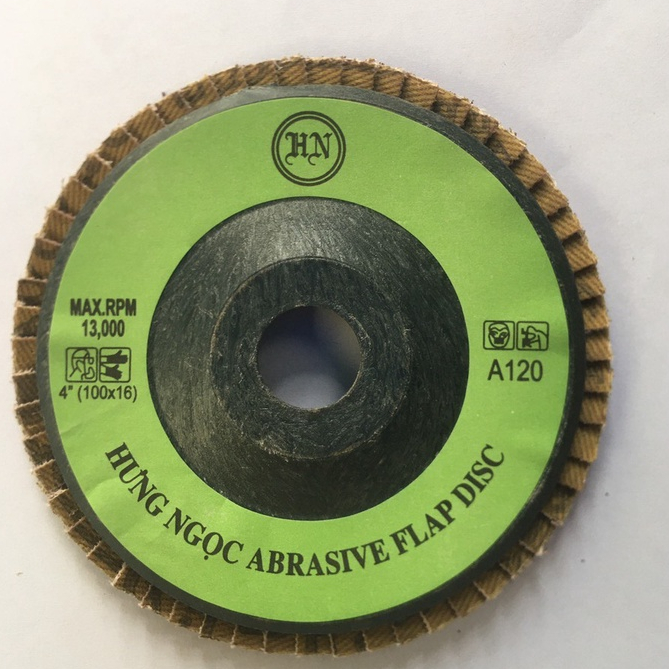 HN
MAX.RPM
13,000
4" (100x16)
A120
HƯNG NGỌC ABRASIVE FLAP DISC